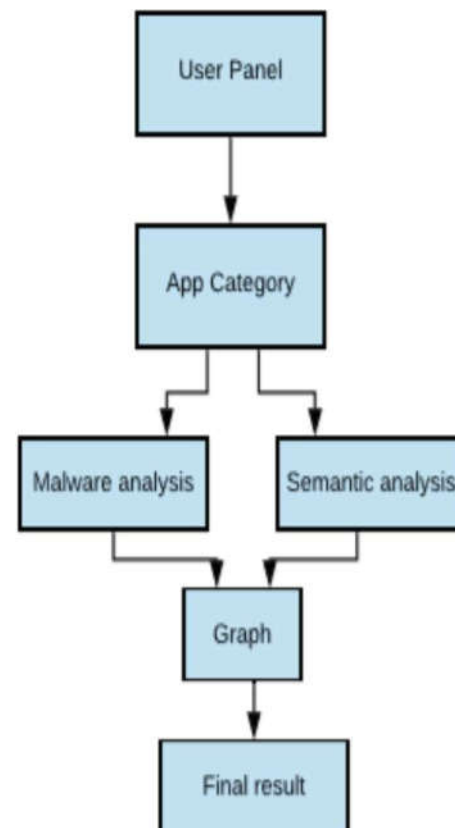 User Panel
App Category
Malware analysis
Semantic analysis
Graph
Final result